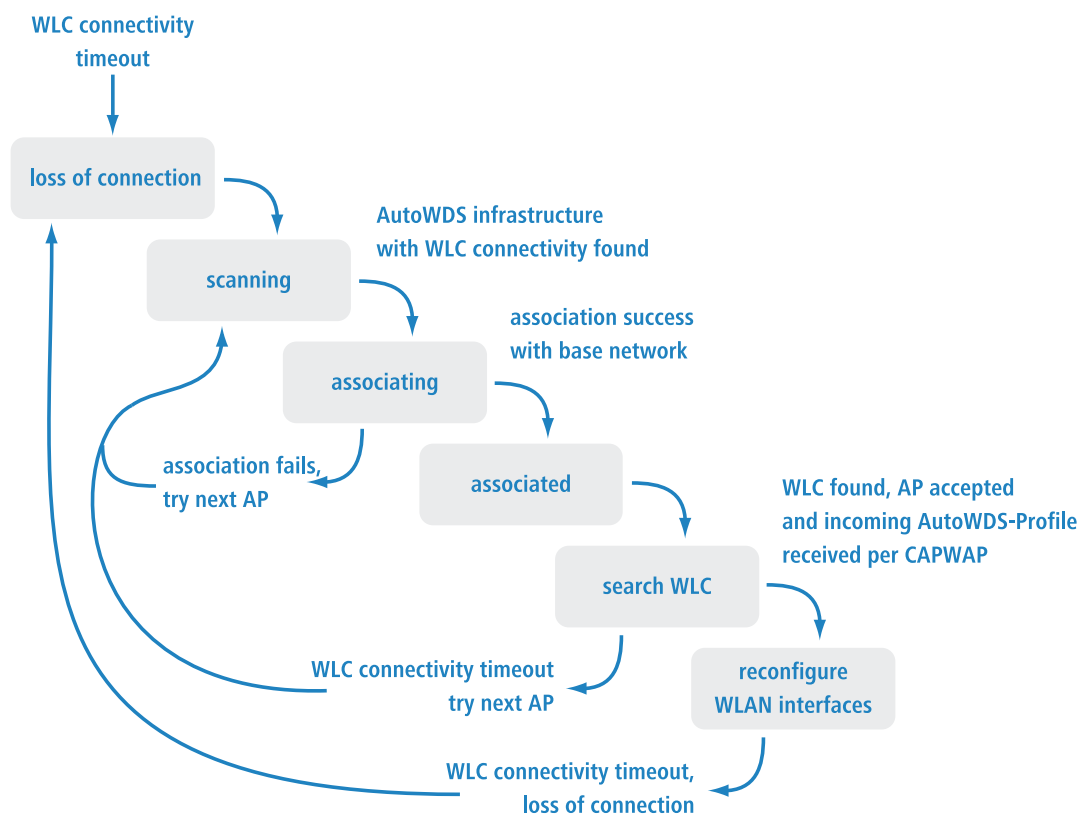 WLC connectivity
timeout
loss of connection
AutoWDS infrastructure
with WLC connectivity found
scanning
association success
with base network
associating
association fails,
try next AP
associated
WLC found, AP accepted
and incoming AutoWDS-Profile
received per CAPWAP
search WLC
WLC connectivity timeout
try next AP
reconfigure
WLAN interfaces
WLC connectivity timeout,
loss of connection